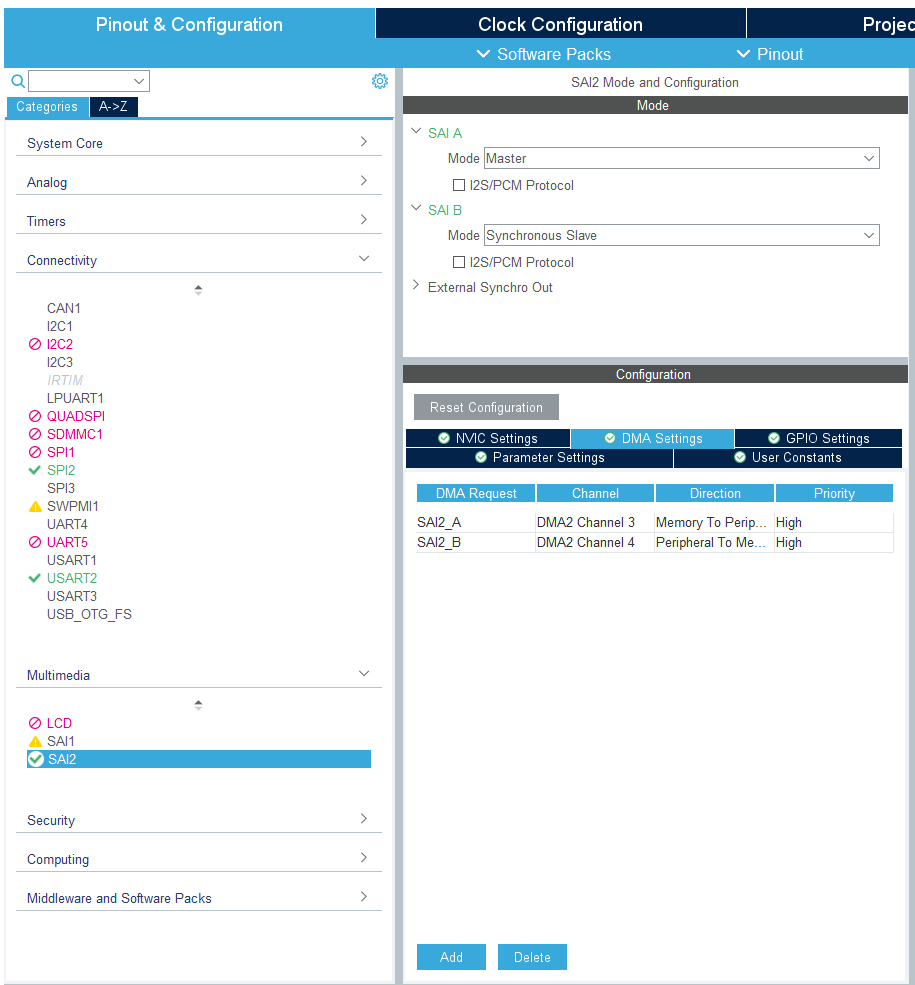 Pinout & Configuration
Clock Configuration
Projec
Software Packs
Pinout
Categories
A->Z
System Core
Analog
Timers
Connectivity
CAN1
I2C1
I2C2
I2C3
IRTIM
LPUART1
QUADSPI
SDMMC1
SPI1
SPI2
SPI3
SWPMI1
UART4
UART5
USART1
USART2
USART3
USB_OTG_FS
Multimedia
LCD
SAI1
SAI2
Security
Computing
Middleware and Software Packs
SAI2 Mode and Configuration
Mode
SAI A
Mode Master
I2S/PCM Protocol
SAI B
Mode Synchronous Slave
I2S/PCM Protocol
External Synchro Out
Configuration
Reset Configuration
NVIC Settings
DMA Settings
GPIO Settings
Parameter Settings
User Constants
DMA Request Channel Direction Priority
SAI2_A DMA2 Channel 3 Memory To Perip... High
SAI2_B DMA2 Channel 4 Peripheral To Me... High
Add
Delete